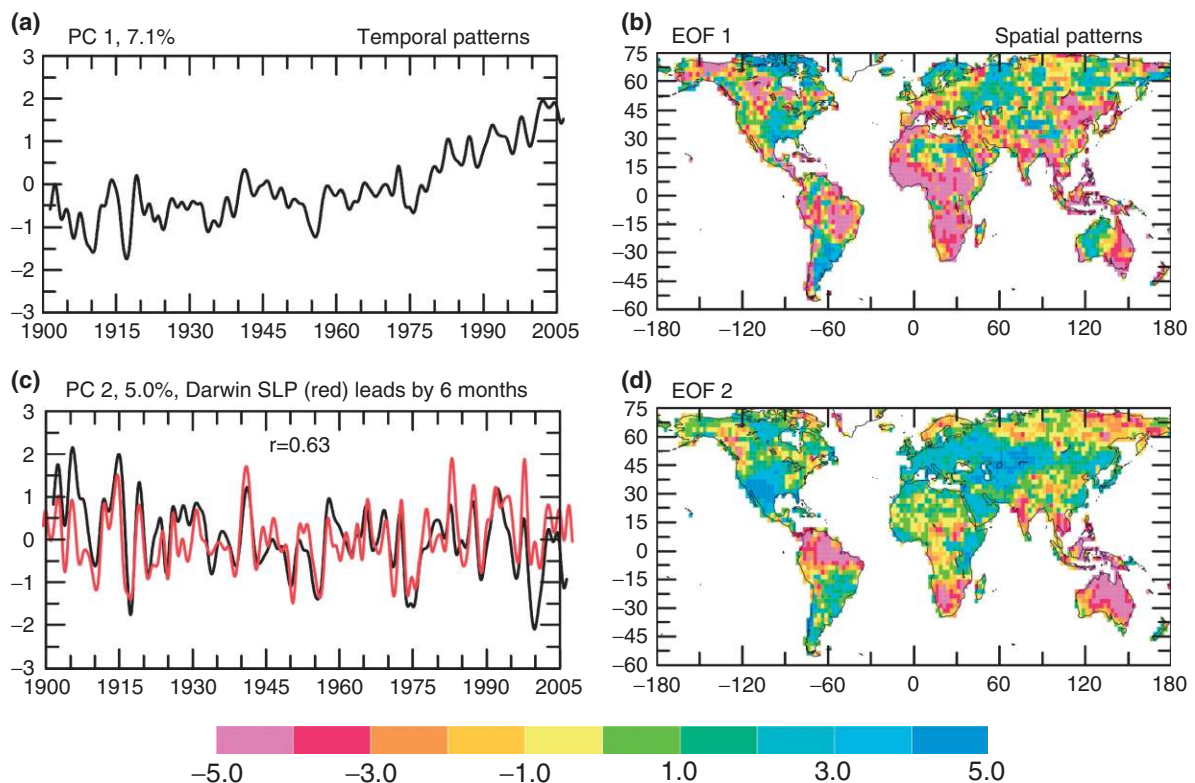 (a)
PC 1, 7.1% Temporal patterns
3
2
1
0
−1
−2
−3
1900 1915 1930 1945 1960 1975 1990 2005
(b)
EOF 1 Spatial patterns
75
60
45
30
15
0
−15
−30
−45
−60
−180 −120 −60 0 60 120 180
(c)
PC 2, 5.0%, Darwin SLP (red) leads by 6 months
r=0.63
3
2
1
0
−1
−2
−3
1900 1915 1930 1945 1960 1975 1990 2005
(d)
EOF 2
75
60
45
30
15
0
−15
−30
−45
−60
−180 −120 −60 0 60 120 180
−5.0 −3.0 −1.0 1.0 3.0 5.0